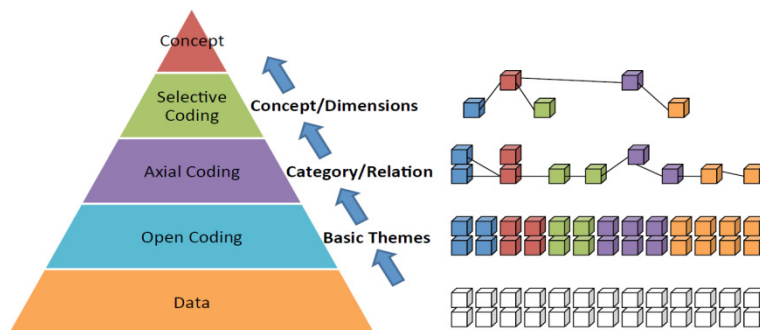 Concept
Selective
Coding
Concept/Dimensions
Axial Coding
Category/Relation
Open Coding
Basic Themes
Data